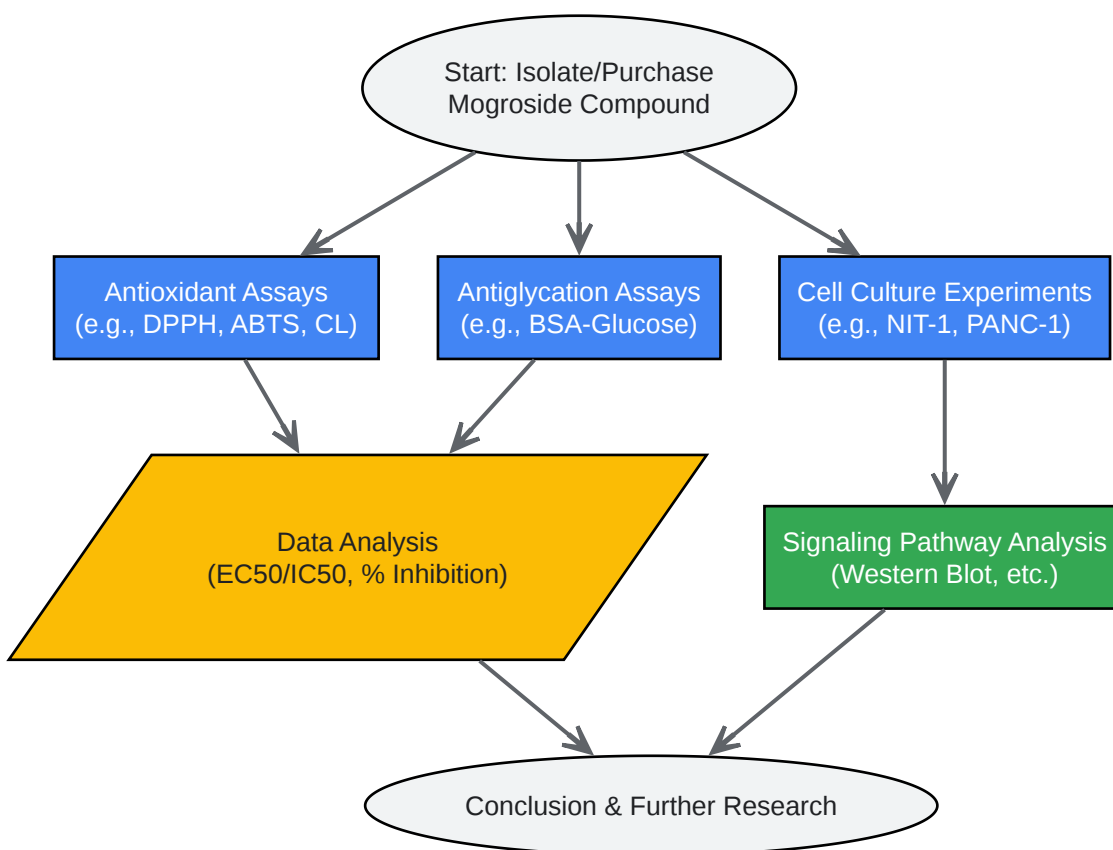 Start: Isolate/Purchase
Mogroside Compound
Antioxidant Assays
(e.g., DPPH, ABTS, CL)
Antiglycation Assays
(e.g., BSA-Glucose)
Cell Culture Experiments
(e.g., NIT-1, PANC-1)
Data Analysis
(EC50/IC50, % Inhibition)
Signaling Pathway Analysis
(Western Blot, etc.)
Conclusion & Further Research